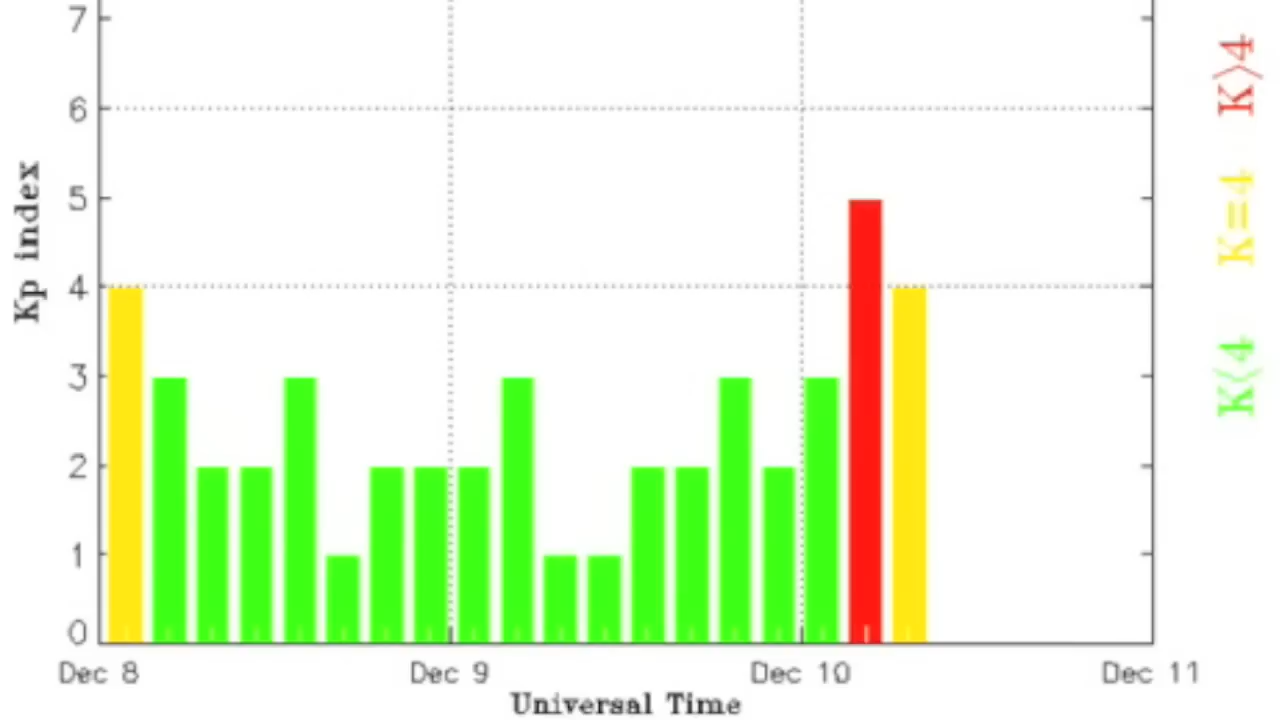 7
6
5
4
3
2
1
0
Kp index
Dec 8
Dec 9
Dec 10
Dec 11
Universal Time
K>4
K=4
K<4